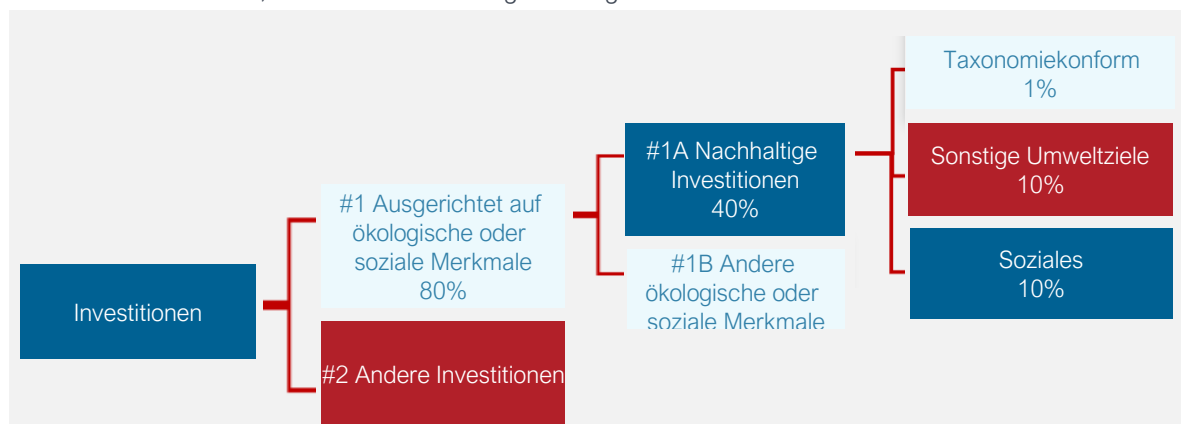 Investitionen
#1 Ausgerichtet auf
ökologische oder
soziale Merkmale
80%
#2 Andere Investitionen
#1A Nachhaltige
Investitionen
40%
#1B Andere
ökologische oder
soziale Merkmale
Taxonomiekonform
1%
Sonstige Umweltziele
10%
Soziales
10%